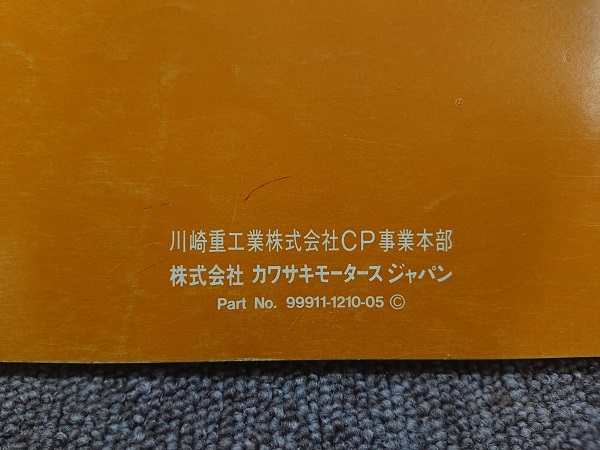 川崎重工業株式会社CP事業本部
株式会社 カワサキモータース ジャパン
Part No. 99911-1210-05 ©